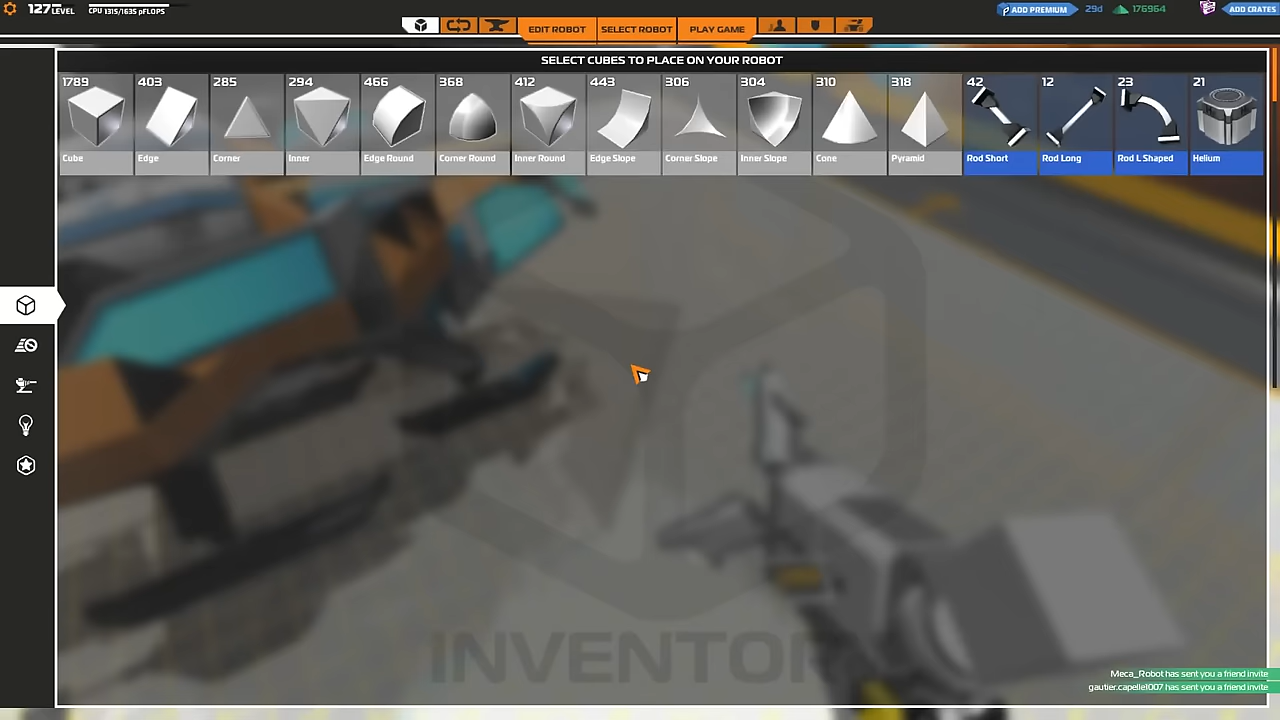 127 LEVEL CPU 1315/1635 pFLOPS
ADD PREMIUM 29d 176964 ADD CRATES
EDIT ROBOT SELECT ROBOT PLAY GAME
SELECT CUBES TO PLACE ON YOUR ROBOT
1789 403 285 294 466 368 412 443 306 304 310 318 42 12 23 21
Cube Edge Corner Inner Edge Round Corner Round Inner Round Edge Slope Corner Slope Inner Slope Cone Pyramid Rod Short Rod Long Rod L Shaped Helium
INVENTORY
Meca_Robot has sent you a friend invite
gautier.capelle1007 has sent you a friend invite